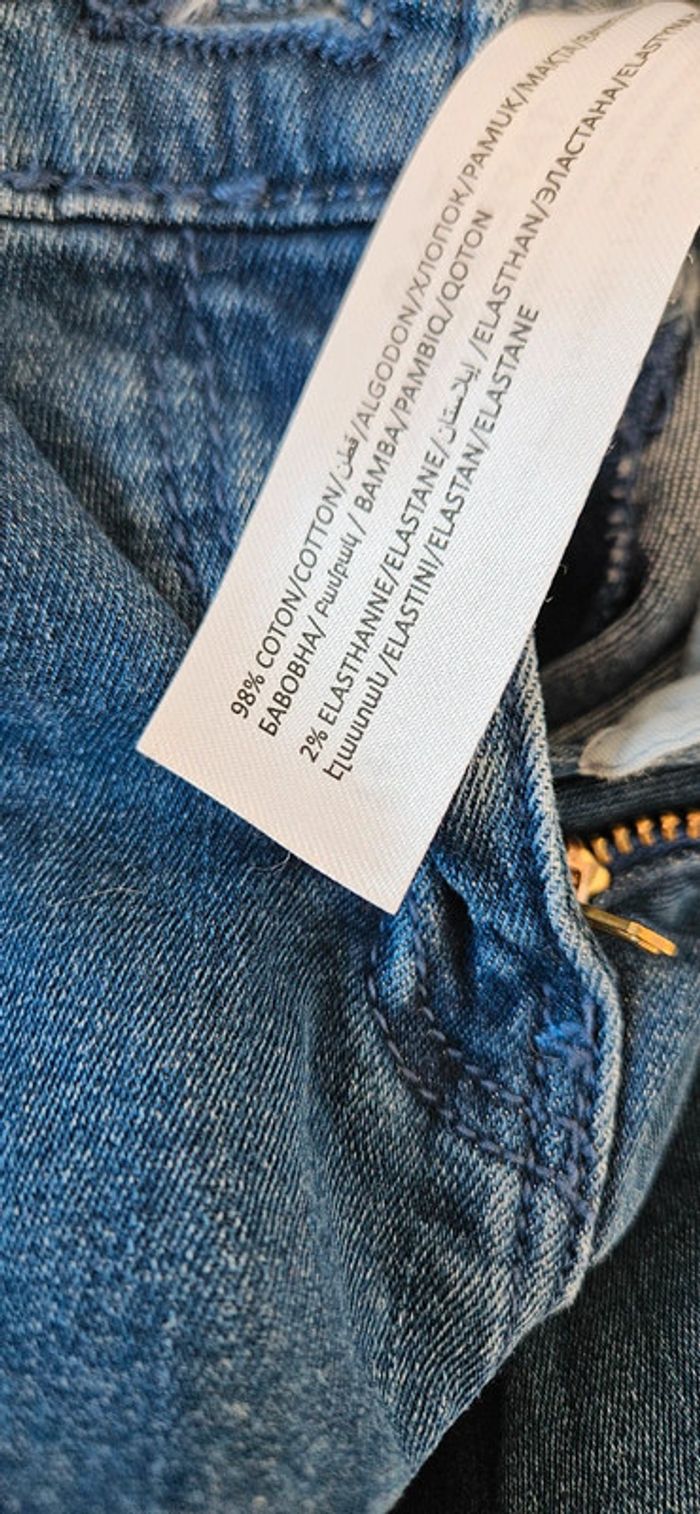 98% COTON/COTTON/قطن/ALGODON/ХЛОПОК/PAMUK/MAKTA/
БАВОВНА/ Բամբակ / BAMBA/PAMBIQ/QOTON
2% ELASTHANNE/ELASTANE/إيلاستان/ELASTHAN/ЭЛАСТАНА/
Էլաստան/ELASTINI/ELASTAN/ELASTANE